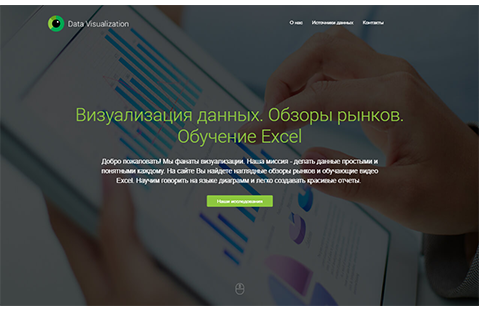 Data Visualization
О нас Источники данных Контакты
Визуализация данных. Обзоры рынков.
Обучение Excel
Добро пожаловать! Мы фанаты визуализации. Наша миссия - делать данные простыми и
понятными каждому. На сайте Вы найдете наглядные обзоры рынков и обучающие видео
Excel. Научим говорить на языке диаграмм и легко создавать красивые отчеты.
Наши исследования